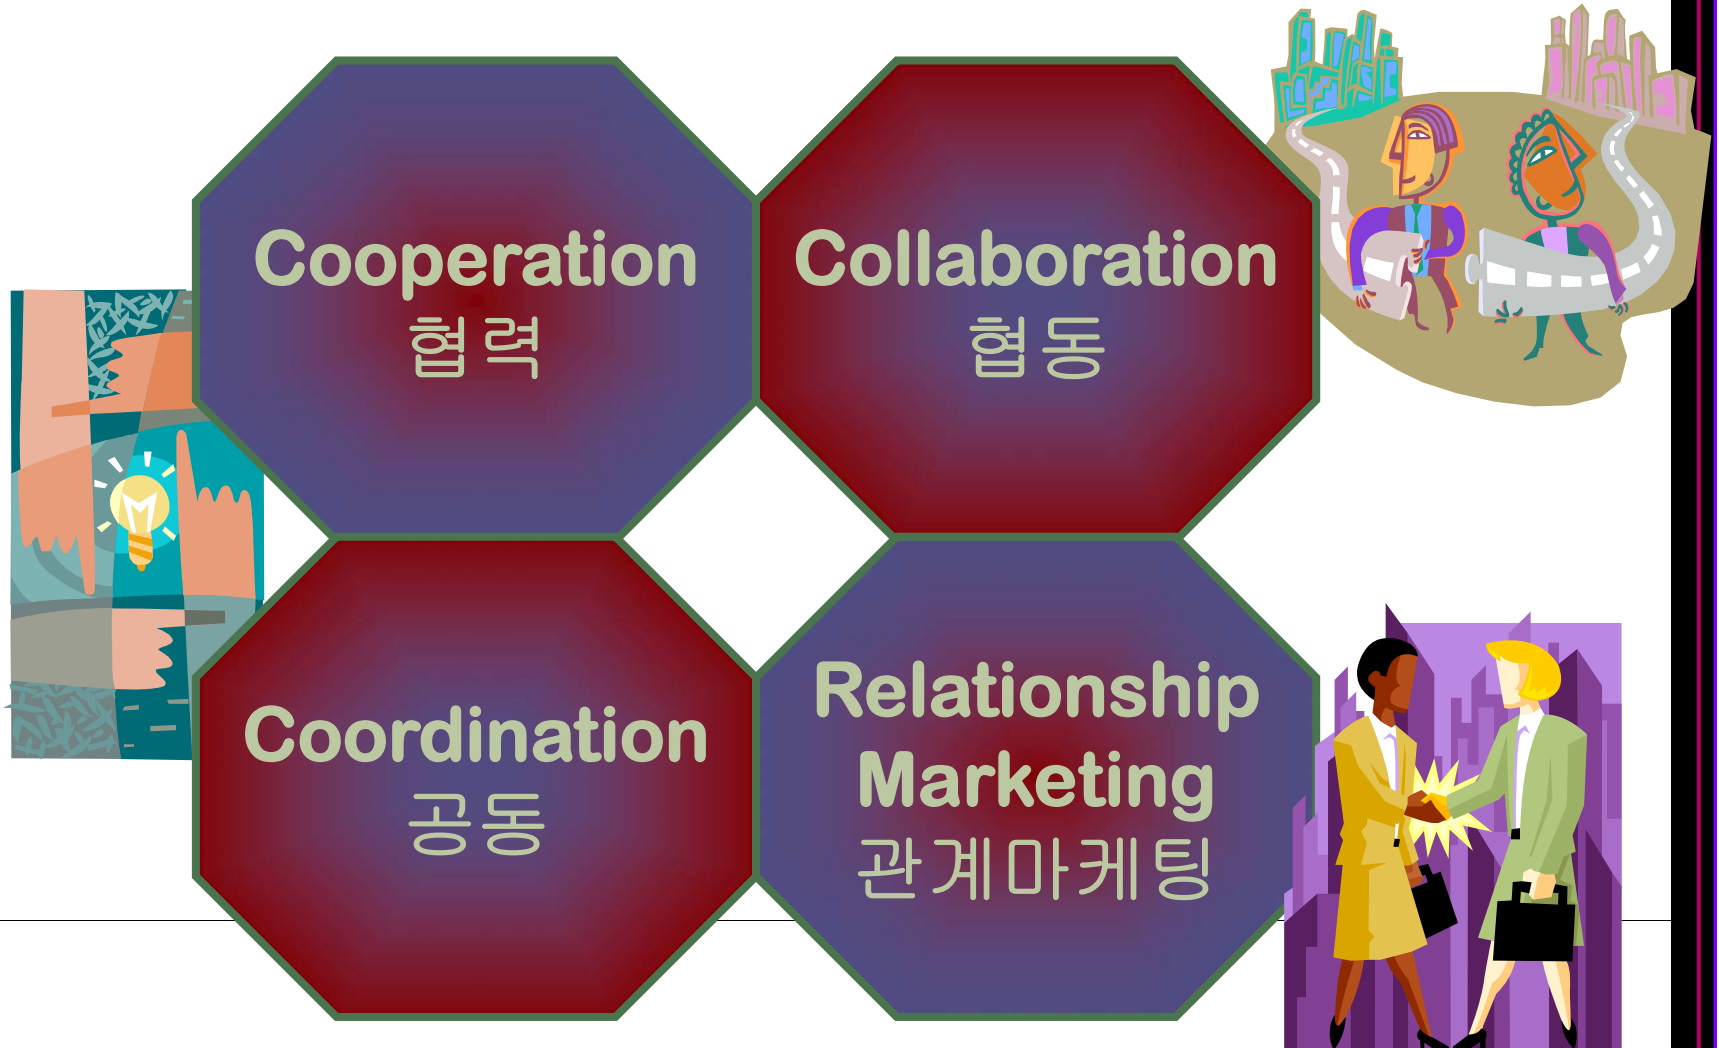 Cooperation
협력
Collaboration
협동
Coordination
공동
Relationship
Marketing
관계마케팅